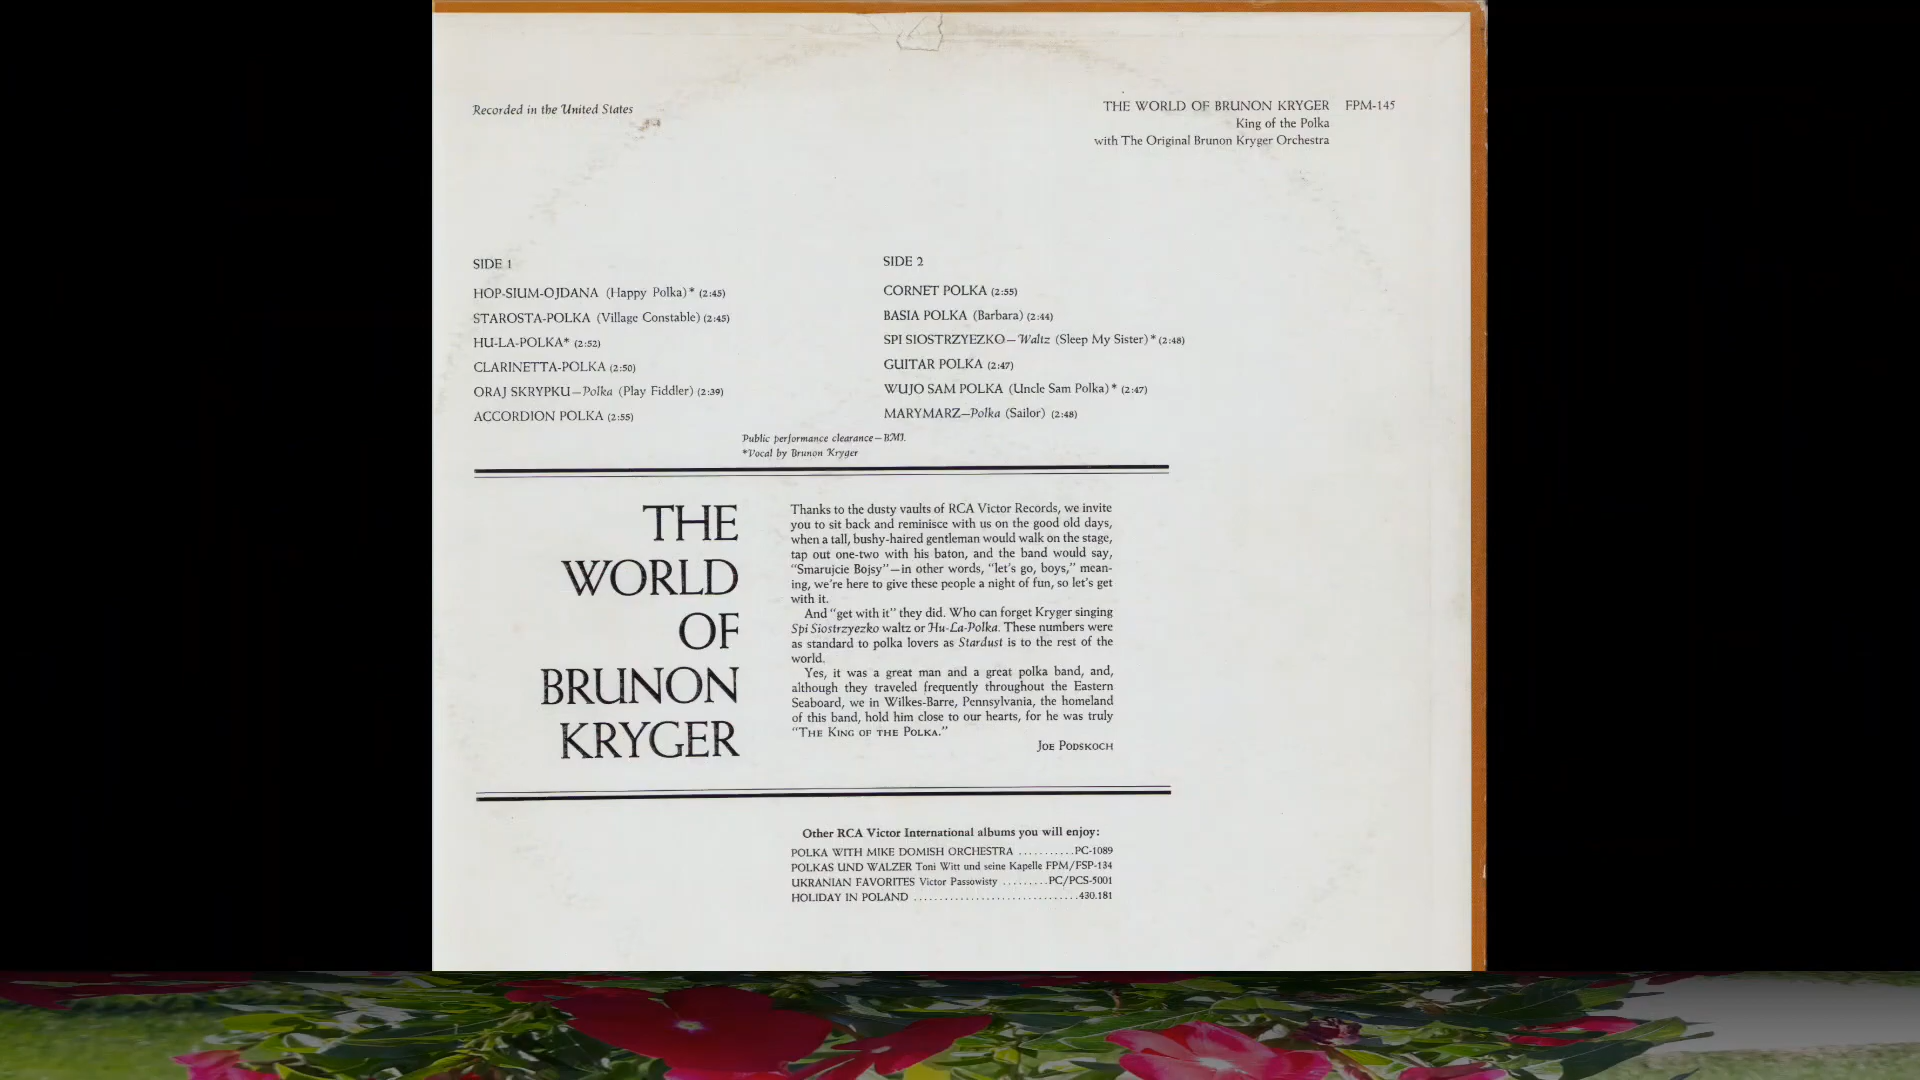 Recorded in the United States
THE WORLD OF BRUNON KRYGER FPM-145
King of the Polka
with The Original Brunon Kryger Orchestra
SIDE 1
HOP-SIUM-OJDANA (Happy Polka)* (2:45)
STAROSTA-POLKA (Village Constable) (2:45)
HU-LA-POLKA* (2:52)
CLARINETTA-POLKA (2:50)
ORAJ SKRYPKU—Polka (Play Fiddler) (2:39)
ACCORDION POLKA (2:55)
SIDE 2
CORNET POLKA (2:55)
BASIA POLKA (Barbara) (2:44)
SPI SIOSTRZYEZKO—Waltz (Sleep My Sister)* (2:48)
GUITAR POLKA (2:47)
WUJO SAM POLKA (Uncle Sam Polka)* (2:47)
MARYMARZ—Polka (Sailor) (2:48)
Public performance clearance—BMI.
*Vocal by Brunon Kryger
THE
WORLD
OF
BRUNON
KRYGER
Thanks to the dusty vaults of RCA Victor Records, we invite
you to sit back and reminisce with us on the good old days,
when a tall, bushy-haired gentleman would walk on the stage,
tap out one-two with his baton, and the band would say,
“Smarujcie Bojsy”—in other words, “let's go, boys,” mean-
ing, we're here to give these people a night of fun, so let's get
with it.
And “get with it” they did. Who can forget Kryger singing
Spi Siostrzyezko waltz or Hu-La-Polka. These numbers were
as standard to polka lovers as Stardust is to the rest of the
world.
Yes, it was a great man and a great polka band, and,
although they traveled frequently throughout the Eastern
Seaboard, we in Wilkes-Barre, Pennsylvania, the homeland
of this band, hold him close to our hearts, for he was truly
“THE KING OF THE POLKA.”
JOE PODSKOCH
Other RCA Victor International albums you will enjoy:
POLKA WITH MIKE DOMISH ORCHESTRA ...........PC-1089
POLKAS UND WALZER Toni Witt und seine Kapelle FPM/FSP-134
UKRANIAN FAVORITES Victor Passowisty .........PC/PCS-5001
HOLIDAY IN POLAND ...............................430.181